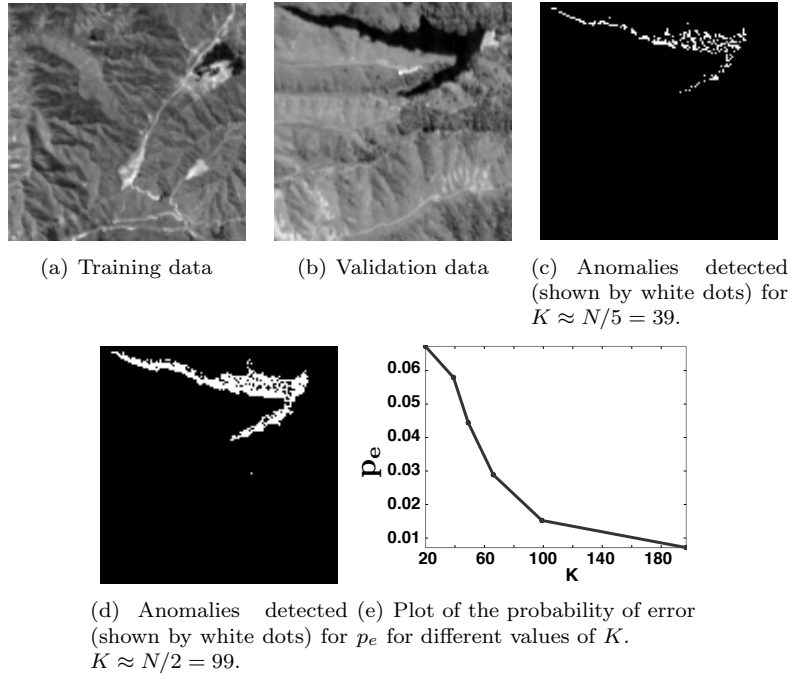 (a) Training data
(b) Validation data
(c) Anomalies detected
(shown by white dots) for
K ≈ N/5 = 39.
0.06
0.05
0.04
0.03
0.02
0.01
pe
20 60 100 140 180
K
(d) Anomalies detected
(shown by white dots) for
K ≈ N/2 = 99.
(e) Plot of the probability of error
pe for different values of K.